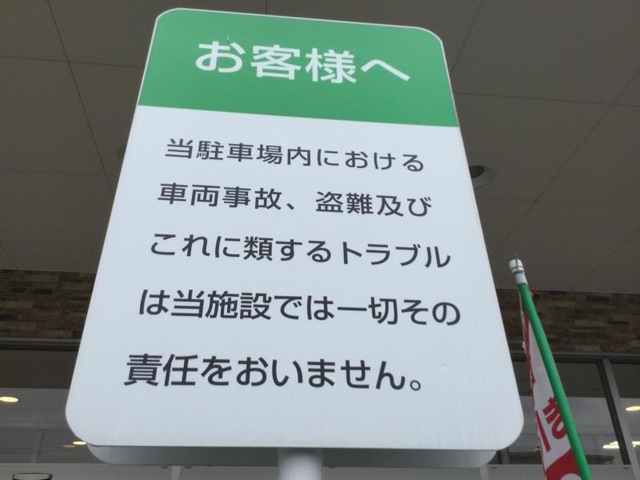 お客様へ
当駐車場内における
車両事故、盗難及び
これに類するトラブル
は当施設では一切その
責任をおいません。